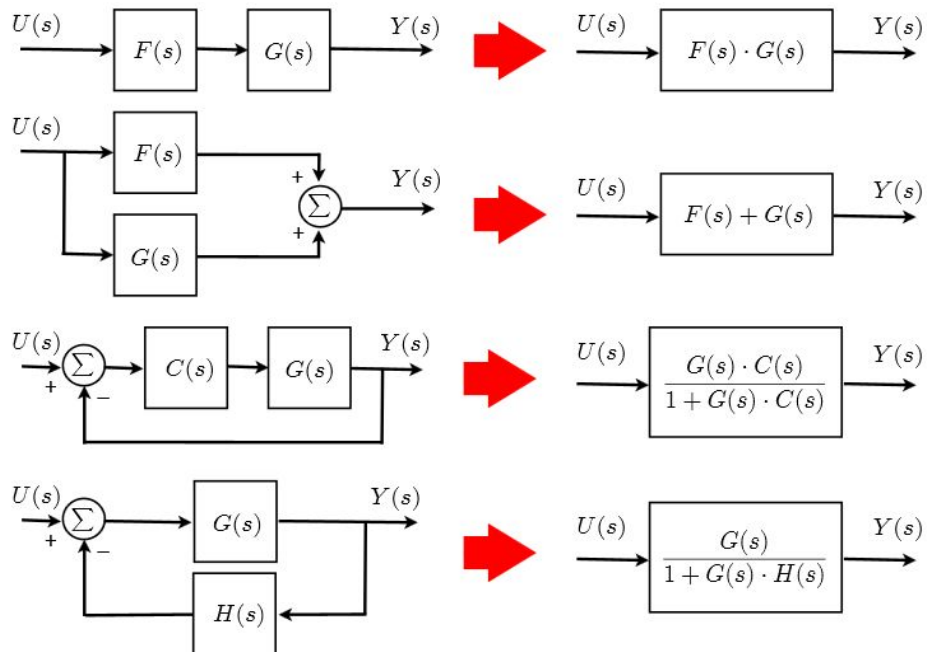 U(s) F(s) G(s) Y(s) U(s) F(s) · G(s) Y(s)
U(s) F(s) + Y(s) U(s) F(s) + G(s) Y(s)
∑
+
G(s)
U(s) + ∑ − C(s) G(s) Y(s) U(s) G(s) · C(s) Y(s)
1 + G(s) · C(s)
U(s) + ∑ − G(s) Y(s) U(s) G(s) Y(s)
1 + G(s) · H(s)
H(s)